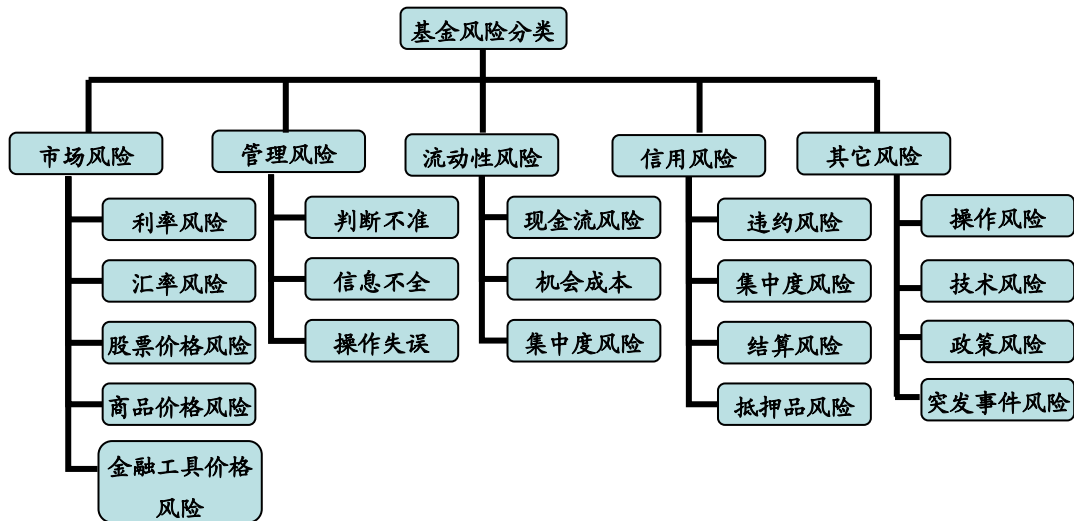 基金风险分类
市场风险
管理风险
流动性风险
信用风险
其它风险
利率风险
汇率风险
股票价格风险
商品价格风险
金融工具价格
风险
判断不准
信息不全
操作失误
现金流风险
机会成本
集中度风险
违约风险
集中度风险
结算风险
抵押品风险
操作风险
技术风险
政策风险
突发事件风险